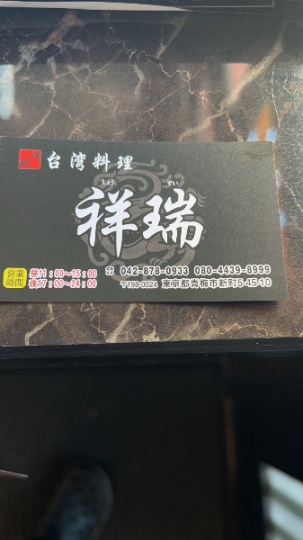 台湾料理
祥瑞
営業時間
昼11：00～15：00
夜17：00～24：00
☎ 042-878-0933 080-4439-8999
〒198-0024 東京都青梅市新町5-45-10